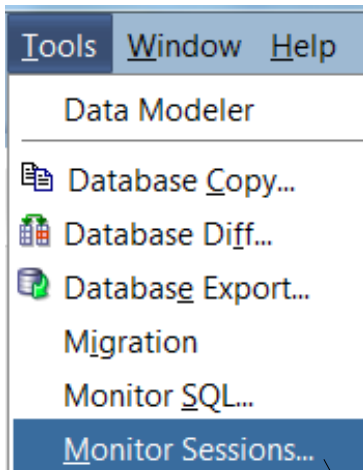 Tools Window Help
Data Modeler
Database Copy...
Database Diff...
Database Export...
Migration
Monitor SQL...
Monitor Sessions...